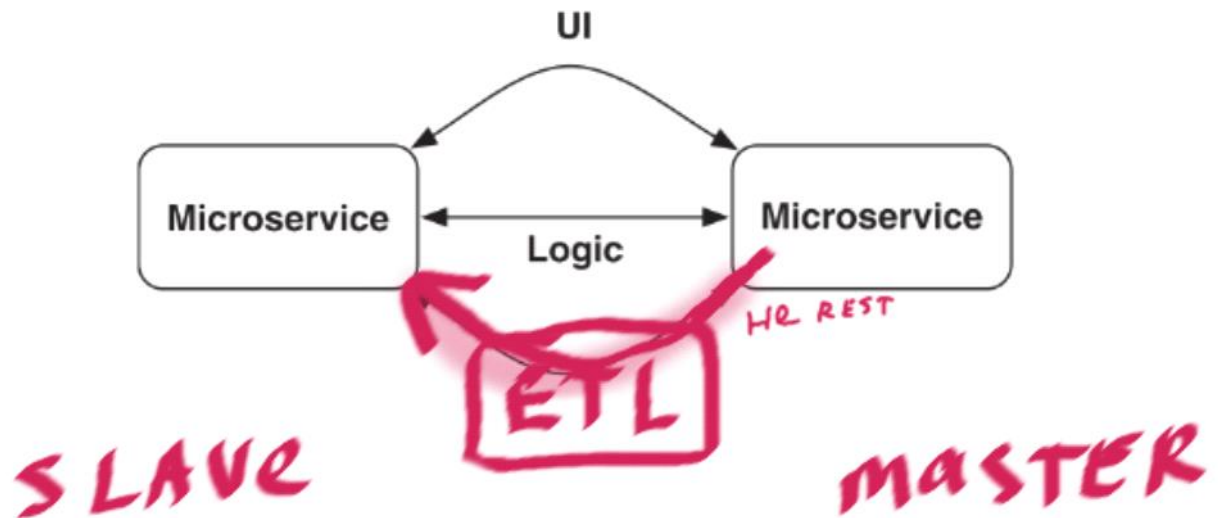 UI
Microservice
Microservice
Logic
HE REST
ETL
SLAVe
mASTER